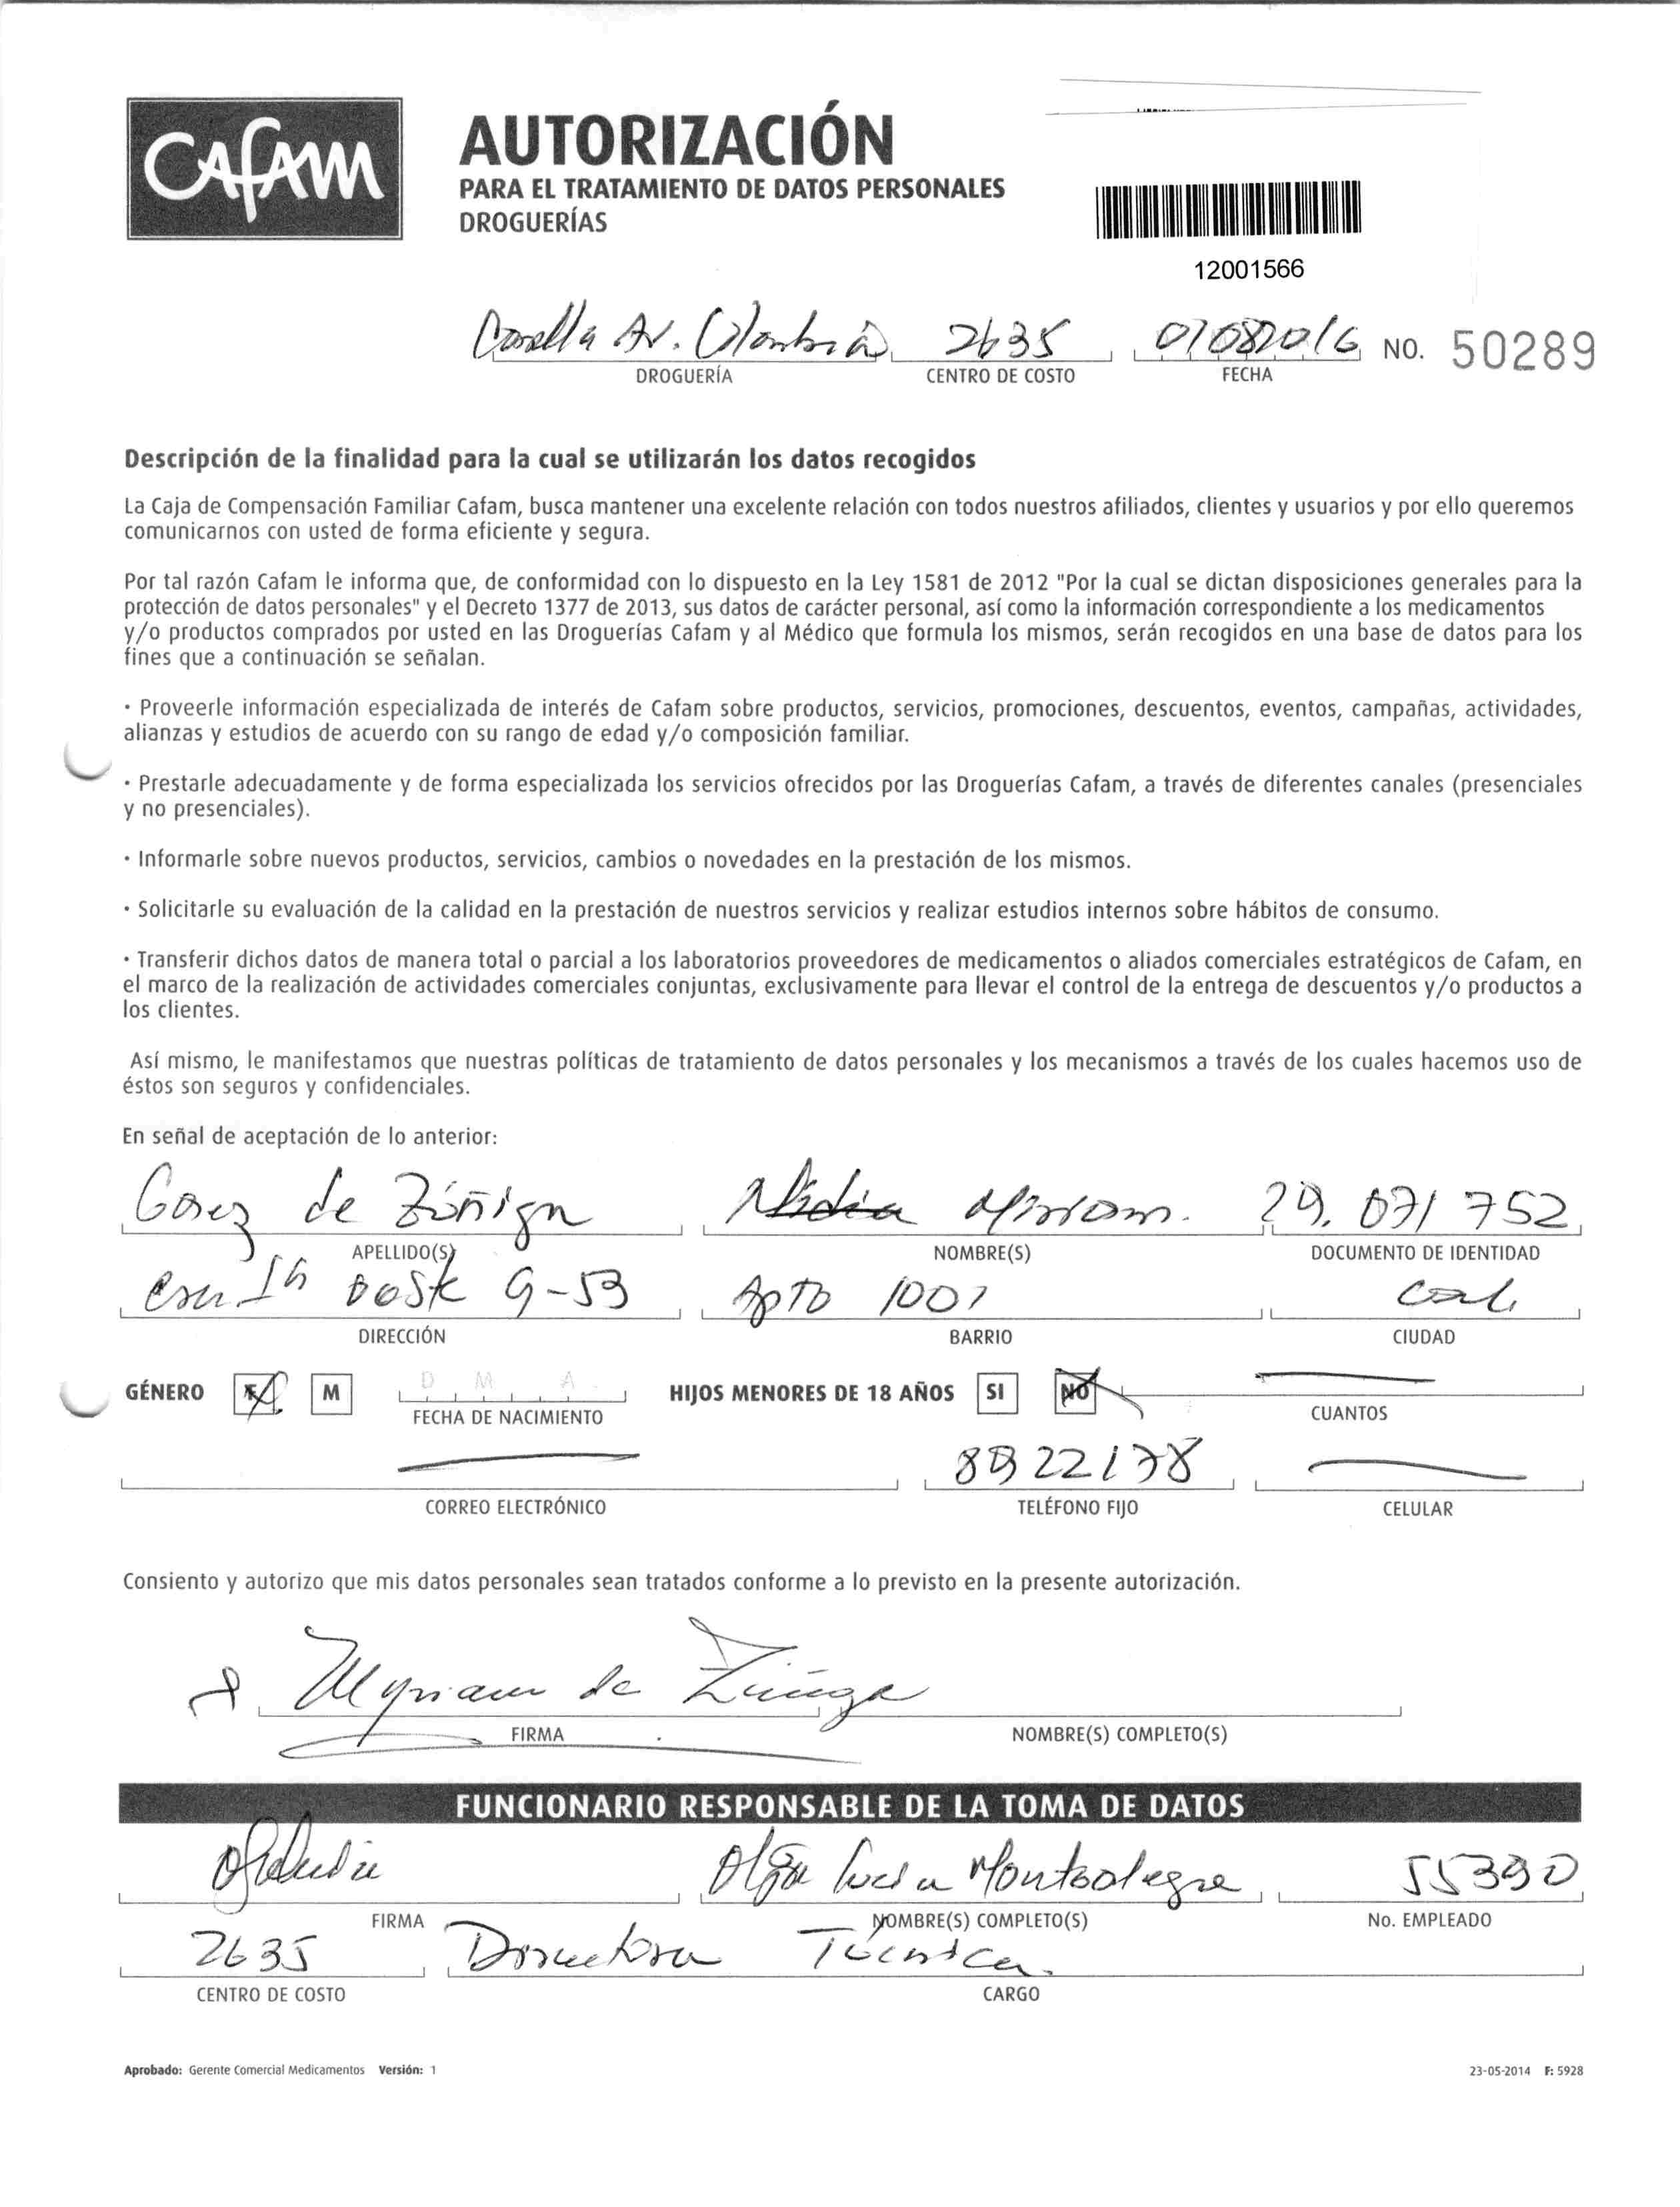 CAFAM
AUTORIZACIÓN
PARA EL TRATAMIENTO DE DATOS PERSONALES
DROGUERÍAS
12001566
Av. Colombia 2635 01082016 NO. 50289
DROGUERÍA CENTRO DE COSTO FECHA
Descripción de la finalidad para la cual se utilizarán los datos recogidos
La Caja de Compensación Familiar Cafam, busca mantener una excelente relación con todos nuestros afiliados, clientes y usuarios y por ello queremos
comunicarnos con usted de forma eficiente y segura.
Por tal razón Cafam le informa que, de conformidad con lo dispuesto en la Ley 1581 de 2012 "Por la cual se dictan disposiciones generales para la
protección de datos personales" y el Decreto 1377 de 2013, sus datos de carácter personal, así como la información correspondiente a los medicamentos
y/o productos comprados por usted en las Droguerías Cafam y al Médico que formula los mismos, serán recogidos en una base de datos para los
fines que a continuación se señalan.
· Proveerle información especializada de interés de Cafam sobre productos, servicios, promociones, descuentos, eventos, campañas, actividades,
alianzas y estudios de acuerdo con su rango de edad y/o composición familiar.
· Prestarle adecuadamente y de forma especializada los servicios ofrecidos por las Droguerías Cafam, a través de diferentes canales (presenciales
y no presenciales).
· Informarle sobre nuevos productos, servicios, cambios o novedades en la prestación de los mismos.
· Solicitarle su evaluación de la calidad en la prestación de nuestros servicios y realizar estudios internos sobre hábitos de consumo.
· Transferir dichos datos de manera total o parcial a los laboratorios proveedores de medicamentos o aliados comerciales estratégicos de Cafam, en
el marco de la realización de actividades comerciales conjuntas, exclusivamente para llevar el control de la entrega de descuentos y/o productos a
los clientes.
Así mismo, le manifestamos que nuestras políticas de tratamiento de datos personales y los mecanismos a través de los cuales hacemos uso de
éstos son seguros y confidenciales.
En señal de aceptación de lo anterior:
de Zúñiga Miriam. 29.071 752
APELLIDO(S) NOMBRE(S) DOCUMENTO DE IDENTIDAD
9-53 Apto 1001 Cali
DIRECCIÓN BARRIO CIUDAD
GÉNERO F M D M A HIJOS MENORES DE 18 AÑOS SI NO
FECHA DE NACIMIENTO CUANTOS
8922178
CORREO ELECTRÓNICO TELÉFONO FIJO CELULAR
Consiento y autorizo que mis datos personales sean tratados conforme a lo previsto en la presente autorización.
Myriam de Zúñiga
FIRMA NOMBRE(S) COMPLETO(S)
FUNCIONARIO RESPONSABLE DE LA TOMA DE DATOS
Olga Lucia Montealegre 55390
FIRMA NOMBRE(S) COMPLETO(S) No. EMPLEADO
2635 Directora Técnica.
CENTRO DE COSTO CARGO
Aprobado: Gerente Comercial Medicamentos Versión: 1 23-05-2014 F: 5928